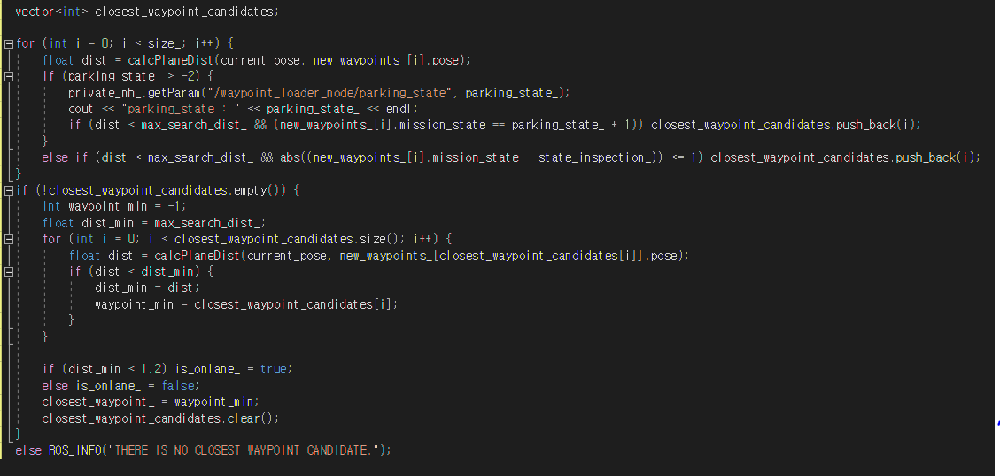 vector<int> closest_waypoint_candidates;
for (int i = 0; i < size_; i++) {
float dist = calcPlaneDist(current_pose, new_waypoints_[i].pose);
if (parking_state_ > -2) {
private_nh_.getParam("/waypoint_loader_node/parking_state", parking_state_);
cout << "parking_state : " << parking_state_ << endl;
if (dist < max_search_dist_ && (new_waypoints_[i].mission_state == parking_state_ + 1)) closest_waypoint_candidates.push_back(i);
}
else if (dist < max_search_dist_ && abs((new_waypoints_[i].mission_state - state_inspection_)) <= 1) closest_waypoint_candidates.push_back(i);
}
if (!closest_waypoint_candidates.empty()) {
int waypoint_min = -1;
float dist_min = max_search_dist_;
for (int i = 0; i < closest_waypoint_candidates.size(); i++) {
float dist = calcPlaneDist(current_pose, new_waypoints_[closest_waypoint_candidates[i]].pose);
if (dist < dist_min) {
dist_min = dist;
waypoint_min = closest_waypoint_candidates[i];
}
}
if (dist_min < 1.2) is_onlane_ = true;
else is_onlane_ = false;
closest_waypoint_ = waypoint_min;
closest_waypoint_candidates.clear();
}
else ROS_INFO("THERE IS NO CLOSEST WAYPOINT CANDIDATE.");